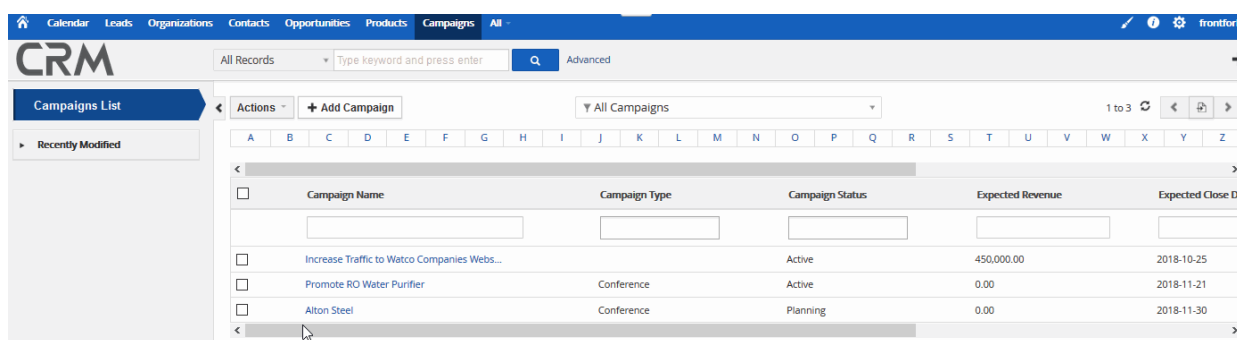 Calendar Leads Organizations Contacts Opportunities Products Campaigns All frontfor
CRM All Records Type keyword and press enter Advanced
Campaigns List Actions + Add Campaign All Campaigns 1 to 3
Recently Modified A B C D E F G H I J K L M N O P Q R S T U V W X Y Z
Campaign Name Campaign Type Campaign Status Expected Revenue Expected Close D
Increase Traffic to Watco Companies Webs... Active 450,000.00 2018-10-25
Promote RO Water Purifier Conference Active 0.00 2018-11-21
Alton Steel Conference Planning 0.00 2018-11-30